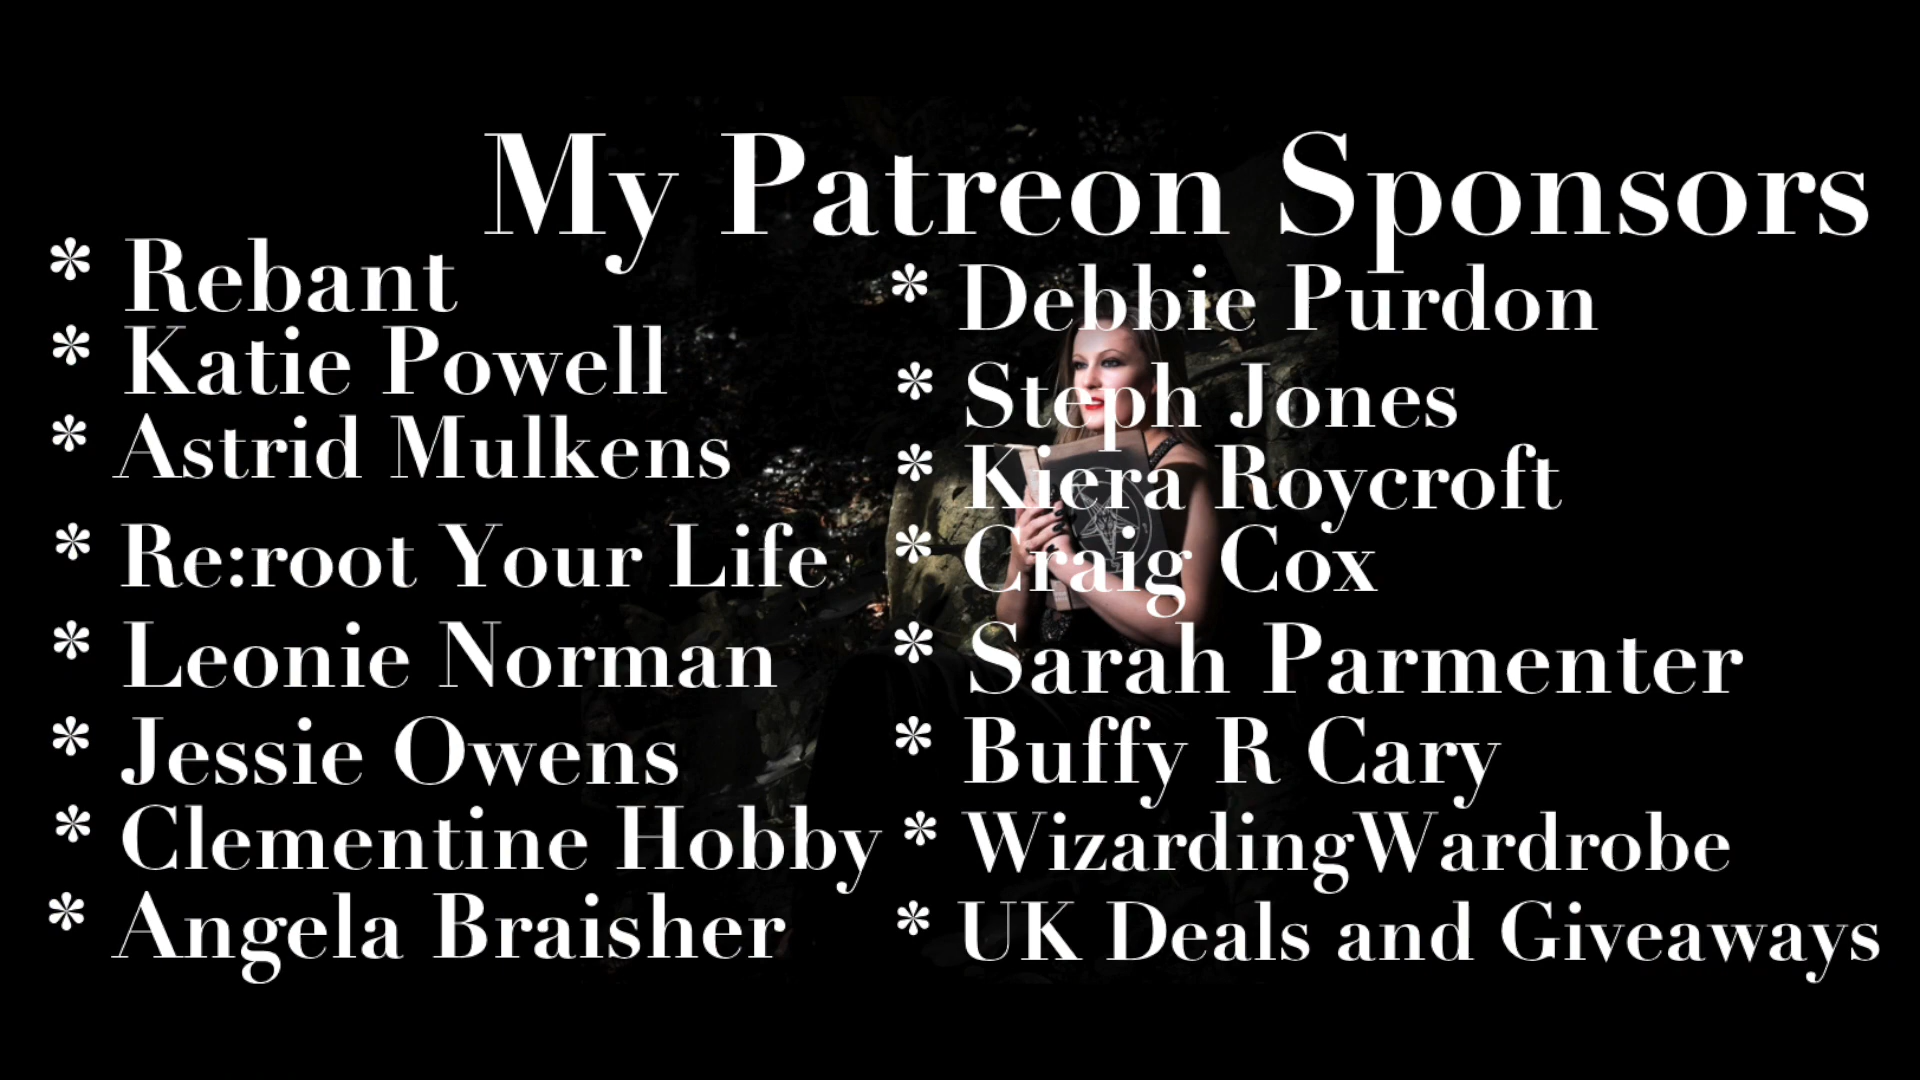 My Patreon Sponsors
* Rebant
* Katie Powell
* Astrid Mulkens
* Re:root Your Life
* Leonie Norman
* Jessie Owens
* Clementine Hobby
* Angela Braisher
* Debbie Purdon
* Steph Jones
* Kiera Roycroft
* Craig Cox
* Sarah Parmenter
* Buffy R Cary
* WizardingWardrobe
* UK Deals and Giveaways